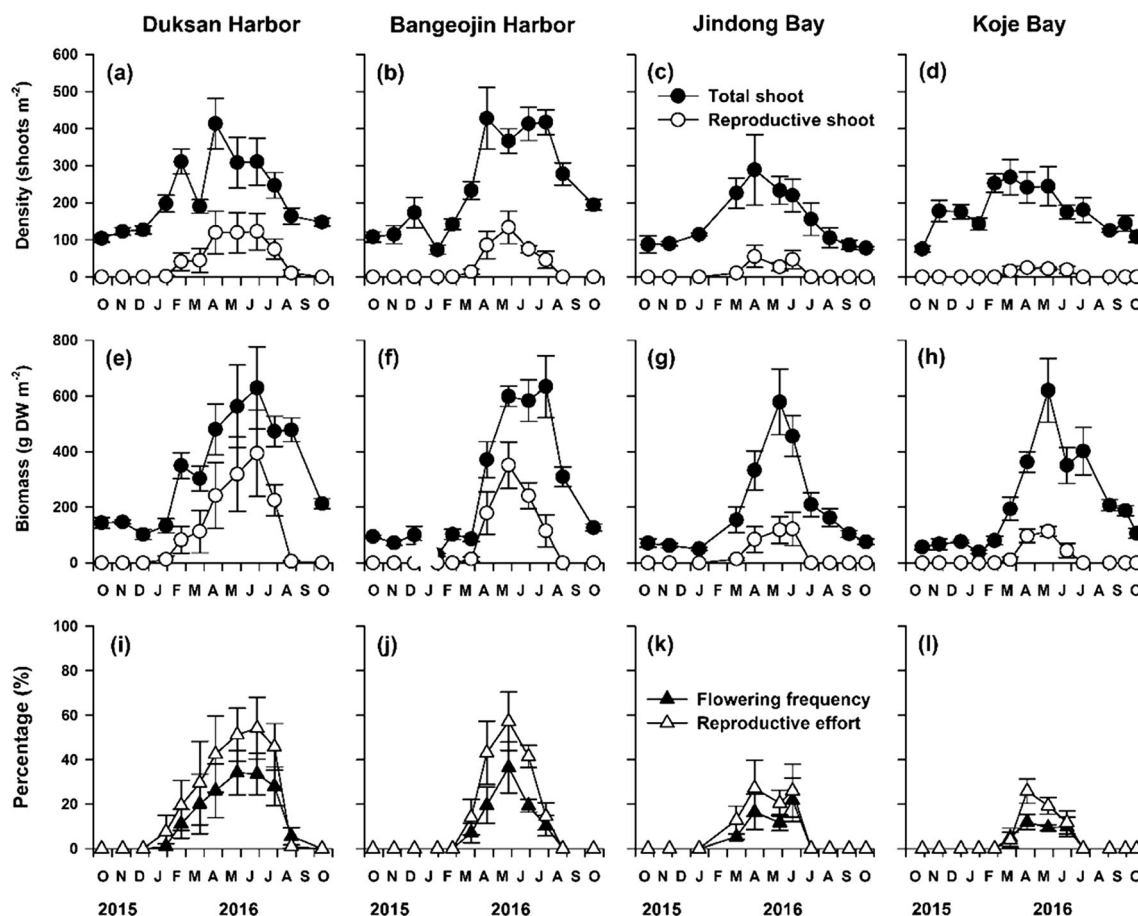 Duksan Harbor
Bangeojin Harbor
Jindong Bay
Koje Bay
Density (shoots m⁻²)
600
500
400
300
200
100
0
(a)
(b)
(c)
(d)
Total shoot
Reproductive shoot
O N D J F M A M J J A O
O N D J F M A M J J A O
O N D J M A M J J A S O
O N D J F M A M J J A S O
Biomass (g DW m⁻²)
800
600
400
200
0
(e)
(f)
(g)
(h)
O N D J F M A M J J A O
O N D J F M A M J J A O
O N D J M A M J J A S O
O N D J F M A M J J A S O
Percentage (%)
100
80
60
40
20
0
(i)
(j)
(k)
(l)
Flowering frequency
Reproductive effort
O N D J F M A M J J A O
O N D J F M A M J J A O
O N D J M A M J J A S O
O N D J F M A M J J A S O
2015 2016
2015 2016
2015 2016
2015 2016